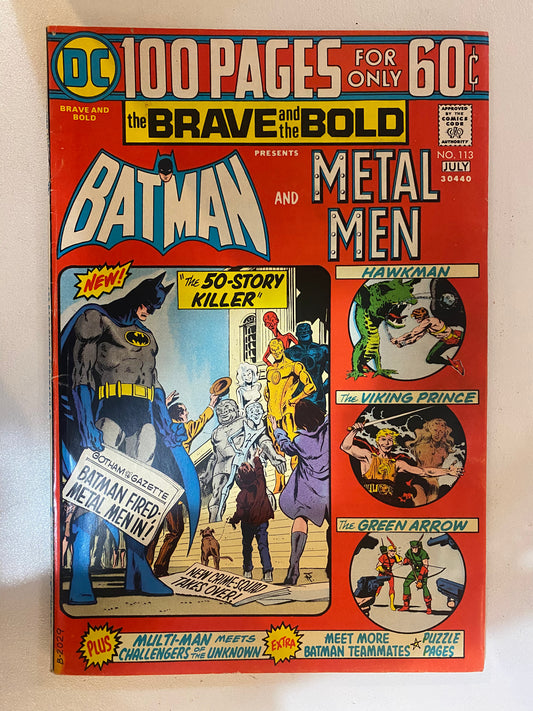 DC 100 PAGES FOR ONLY 60¢
BRAVE AND BOLD
the BRAVE and the BOLD
APPROVED BY THE COMICS CODE AUTHORITY
PRESENTS
BATMAN AND METAL MEN
NO. 113
JULY
30440
NEW!
"The 50-STORY KILLER"
HAWKMAN
The VIKING PRINCE
The GREEN ARROW
GOTHAM GAZETTE
BATMAN FIRED-
METAL MEN IN!
NEW CRIME-SQUAD
TAKES OVER!
PLUS
MULTI-MAN MEETS
CHALLENGERS OF THE UNKNOWN
EXTRA
MEET MORE
BATMAN TEAMMATES
PUZZLE
PAGES
B-2029